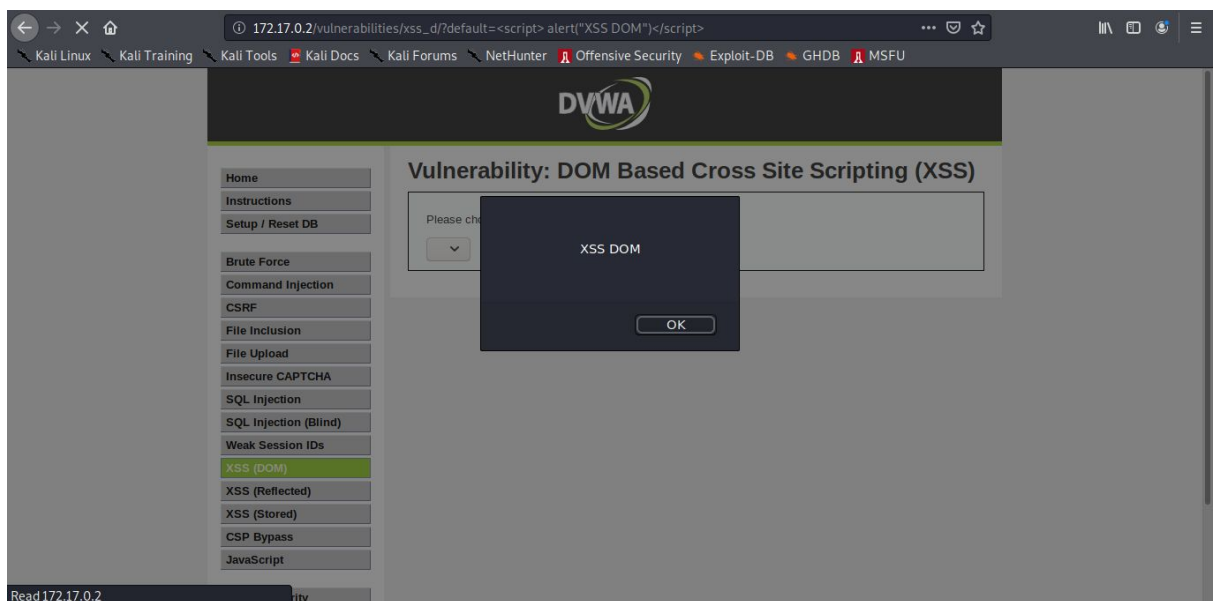 172.17.0.2/vulnerabilities/xss_d/?default=<script> alert("XSS DOM")</script>
Kali Linux Kali Training Kali Tools Kali Docs Kali Forums NetHunter Offensive Security Exploit-DB GHDB MSFU
DVWA
Vulnerability: DOM Based Cross Site Scripting (XSS)
Home
Instructions
Setup / Reset DB
Please cho
XSS DOM
OK
Brute Force
Command Injection
CSRF
File Inclusion
File Upload
Insecure CAPTCHA
SQL Injection
SQL Injection (Blind)
Weak Session IDs
XSS (DOM)
XSS (Reflected)
XSS (Stored)
CSP Bypass
JavaScript
Read 172.17.0.2